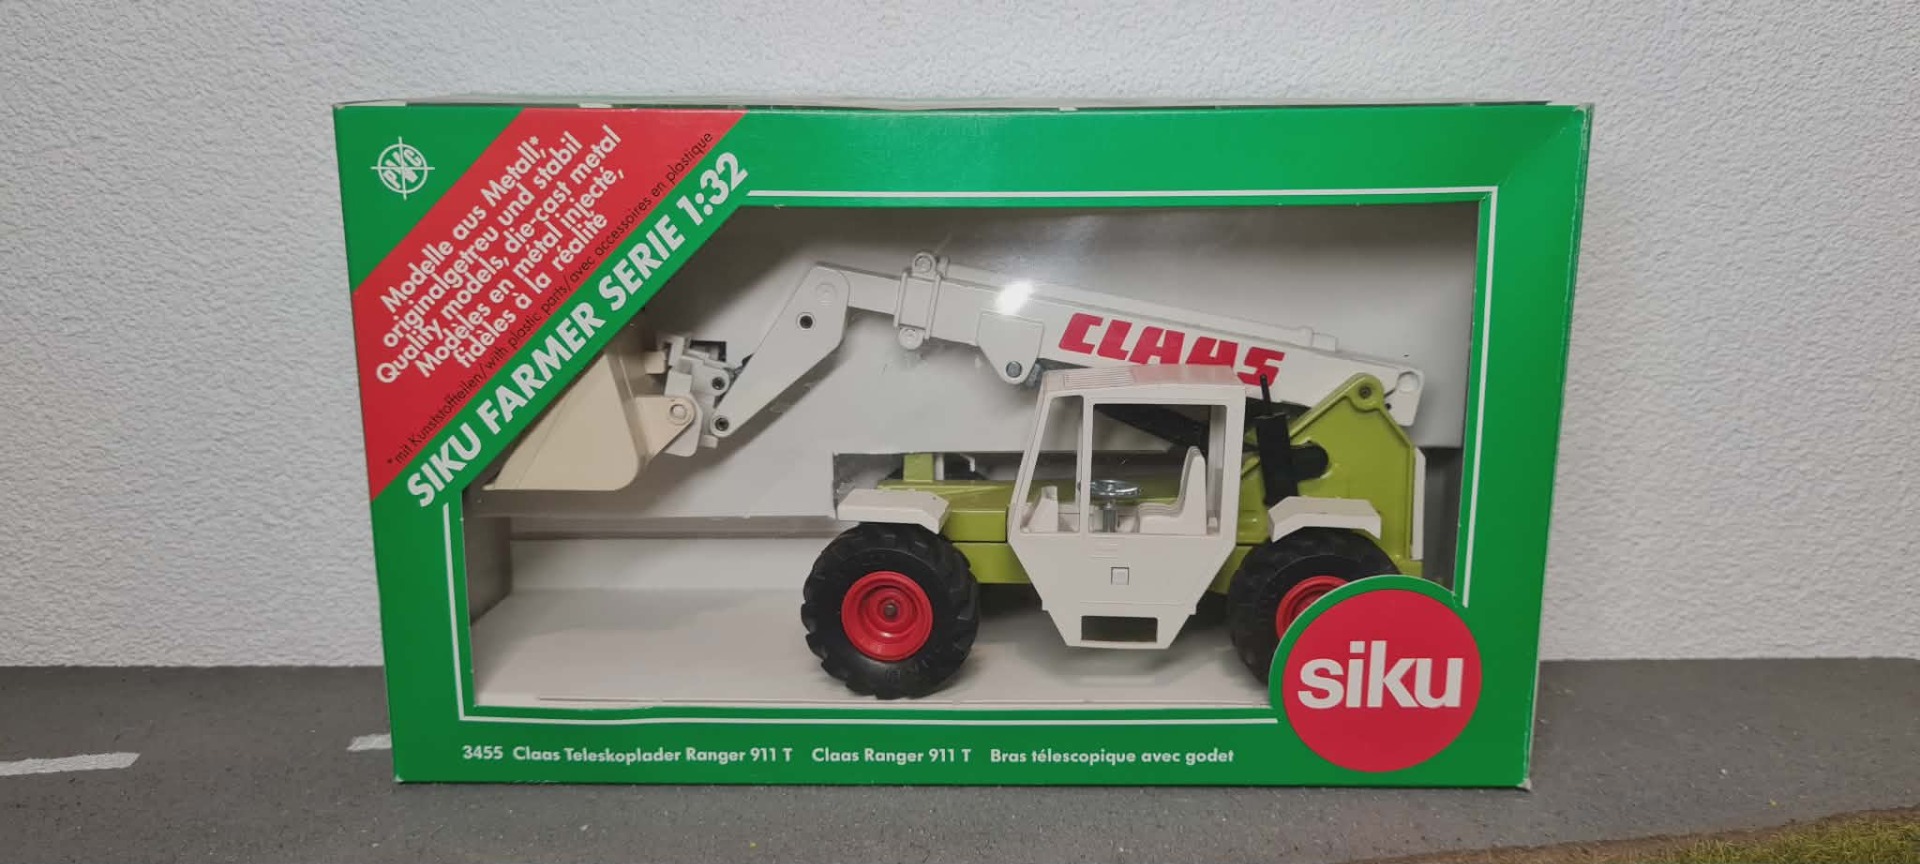 PVC
Modelle aus Metall*,
originalgetreu und stabil
Quality models, die-cast metal
Modèles en métal injecté,
fidèles à la réalité
*mit Kunststoffteilen/with plastic parts/avec accessoires en plastique
SIKU FARMER SERIE 1:32
CLAAS
siku
3455 Claas Teleskoplader Ranger 911 T Claas Ranger 911 T Bras télescopique avec godet